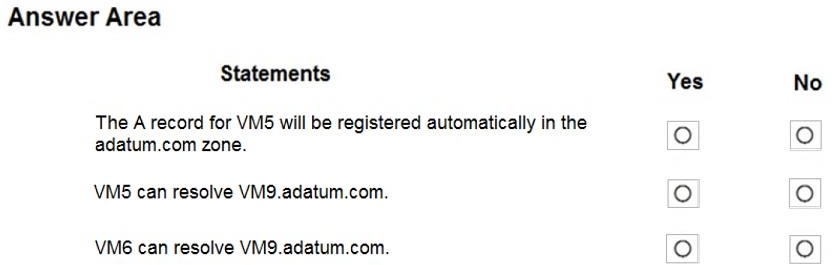 Answer Area
Statements Yes No
The A record for VM5 will be registered automatically in the
adatum.com zone.
VM5 can resolve VM9.adatum.com.
VM6 can resolve VM9.adatum.com.